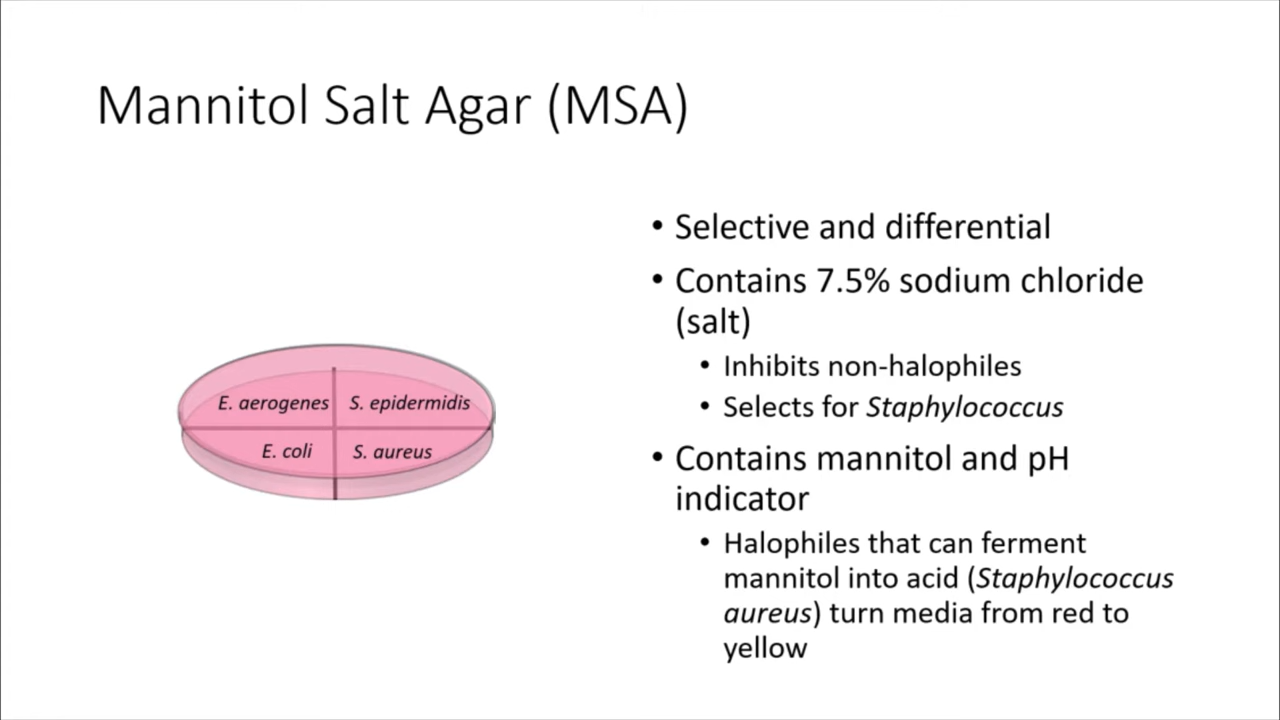 Mannitol Salt Agar (MSA)
E. aerogenes
S. epidermidis
E. coli
S. aureus
• Selective and differential
• Contains 7.5% sodium chloride
(salt)
• Inhibits non-halophiles
• Selects for Staphylococcus
• Contains mannitol and pH
indicator
• Halophiles that can ferment
mannitol into acid (Staphylococcus
aureus) turn media from red to
yellow